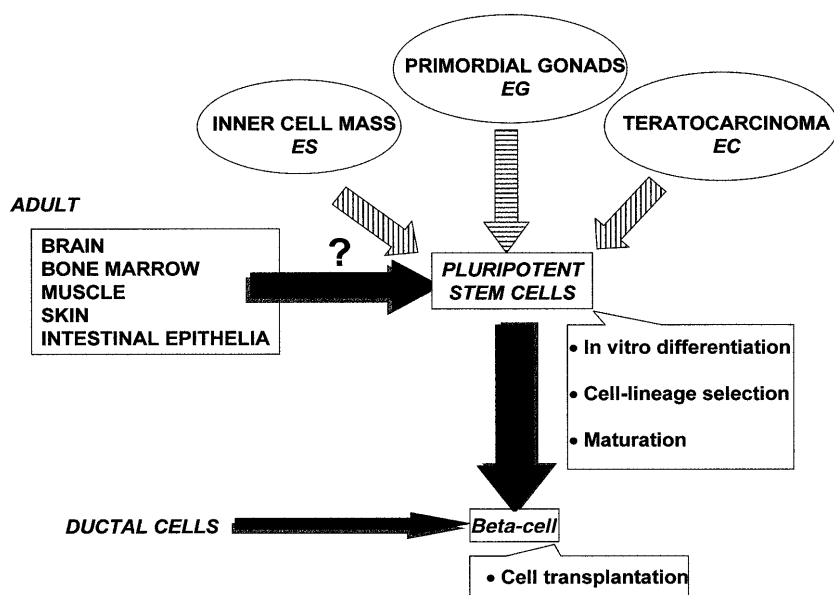 PRIMORDIAL GONADS
EG
INNER CELL MASS
ES
TERATOCARCINOMA
EC
ADULT
BRAIN
BONE MARROW
MUSCLE
SKIN
INTESTINAL EPITHELIA
?
PLURIPOTENT
STEM CELLS
• In vitro differentiation
• Cell-lineage selection
• Maturation
DUCTAL CELLS
Beta-cell
• Cell transplantation